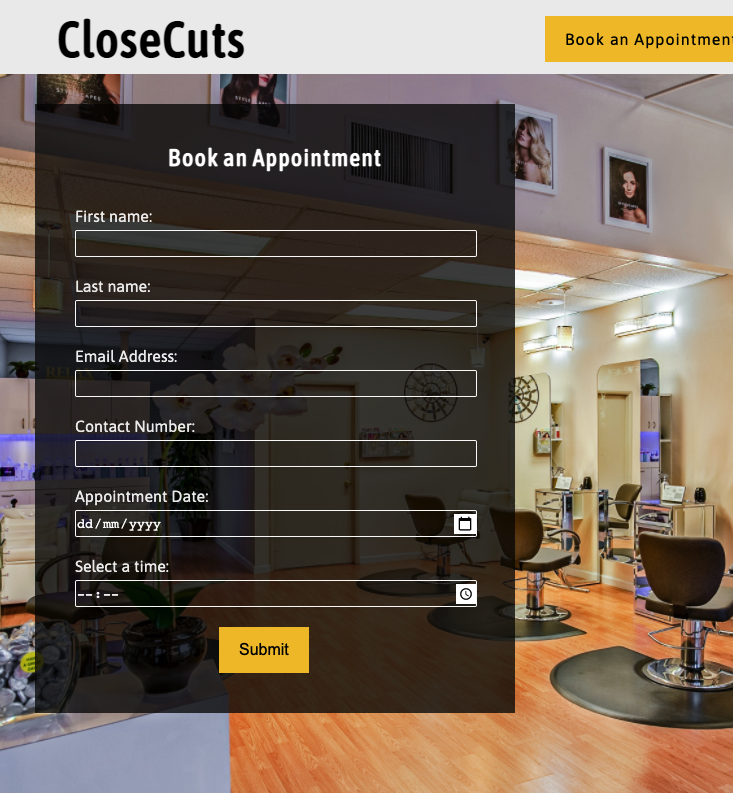 CloseCuts
Book an Appointment
Book an Appointment
First name:
Last name:
Email Address:
Contact Number:
Appointment Date:
dd/mm/yyyy
Select a time:
--:--
Submit